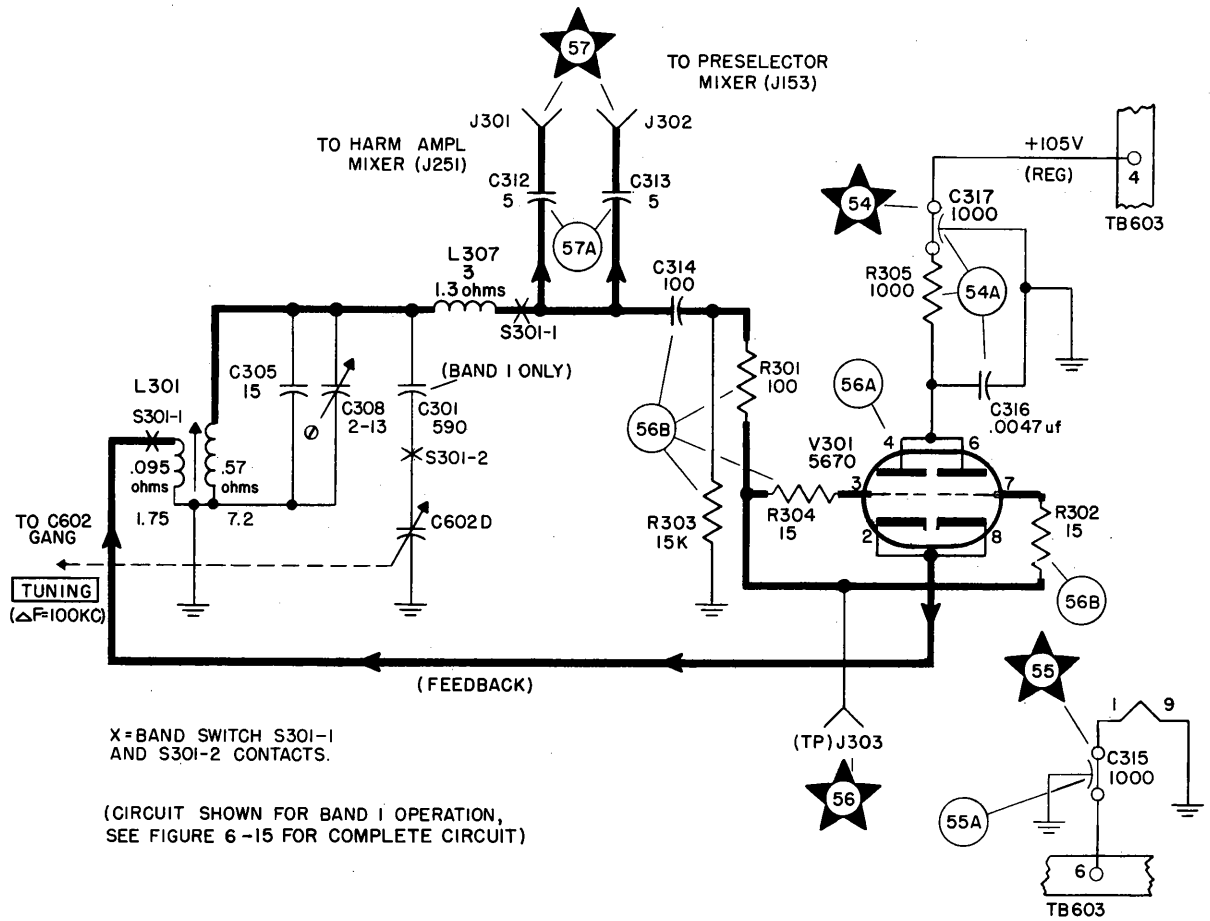 57
TO PRESELECTOR
MIXER (J153)
J301
J302
TO HARM AMPL
MIXER (J251)
+105V
(REG)
4
TB603
C312
5
C313
5
57A
54
C317
1000
L307
3
1.3 ohms
S301-1
C314
100
R305
1000
54A
L301
S301-1
C305
15
C308
2-13
(BAND 1 ONLY)
C301
590
S301-2
R301
100
56A
C316
.0047uf
56B
V301
5670
4
6
3
7
2
8
.095
ohms
.57
ohms
1.75
7.2
C602D
R303
15K
R304
15
R302
15
56B
TO C602
GANG
TUNING
(ΔF=100KC)
(FEEDBACK)
55
1
9
C315
1000
55A
6
TB603
(TP) J303
56
X=BAND SWITCH S301-1
AND S301-2 CONTACTS.
(CIRCUIT SHOWN FOR BAND 1 OPERATION,
SEE FIGURE 6-15 FOR COMPLETE CIRCUIT)